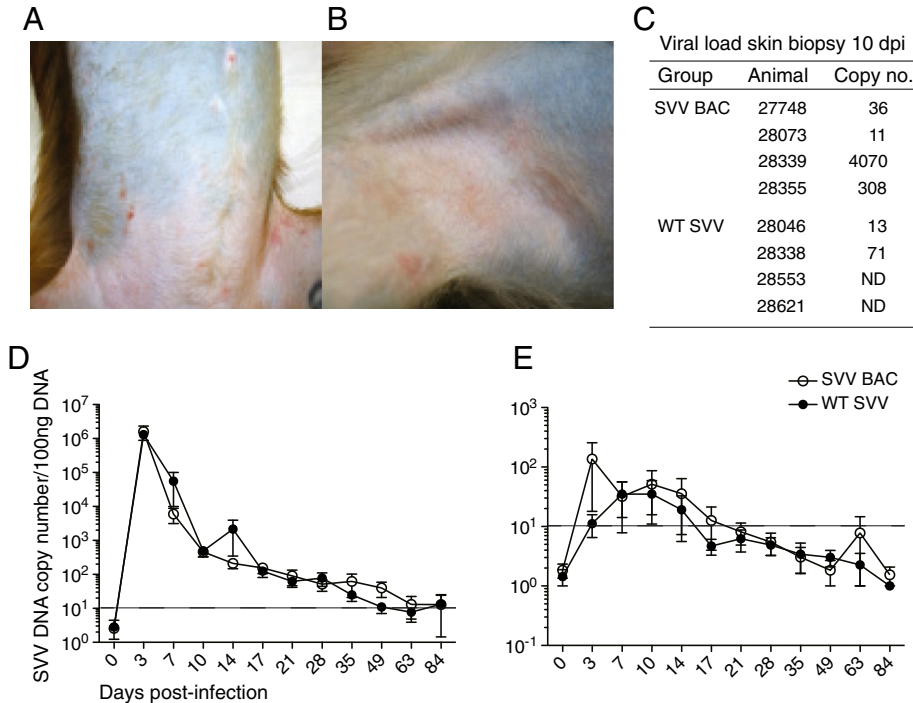 A
B
C
Viral load skin biopsy 10 dpi
Group Animal Copy no.
SVV BAC 27748 36
28073 11
28339 4070
28355 308
WT SVV 28046 13
28338 71
28553 ND
28621 ND
D
SVV DNA copy number/100ng DNA
10^7
10^6
10^5
10^4
10^3
10^2
10^1
10^0
0 3 7 10 14 17 21 28 35 49 63 84
Days post-infection
E
SVV BAC
WT SVV
10^3
10^2
10^1
10^0
10^-1
0 3 7 10 14 17 21 28 35 49 63 84